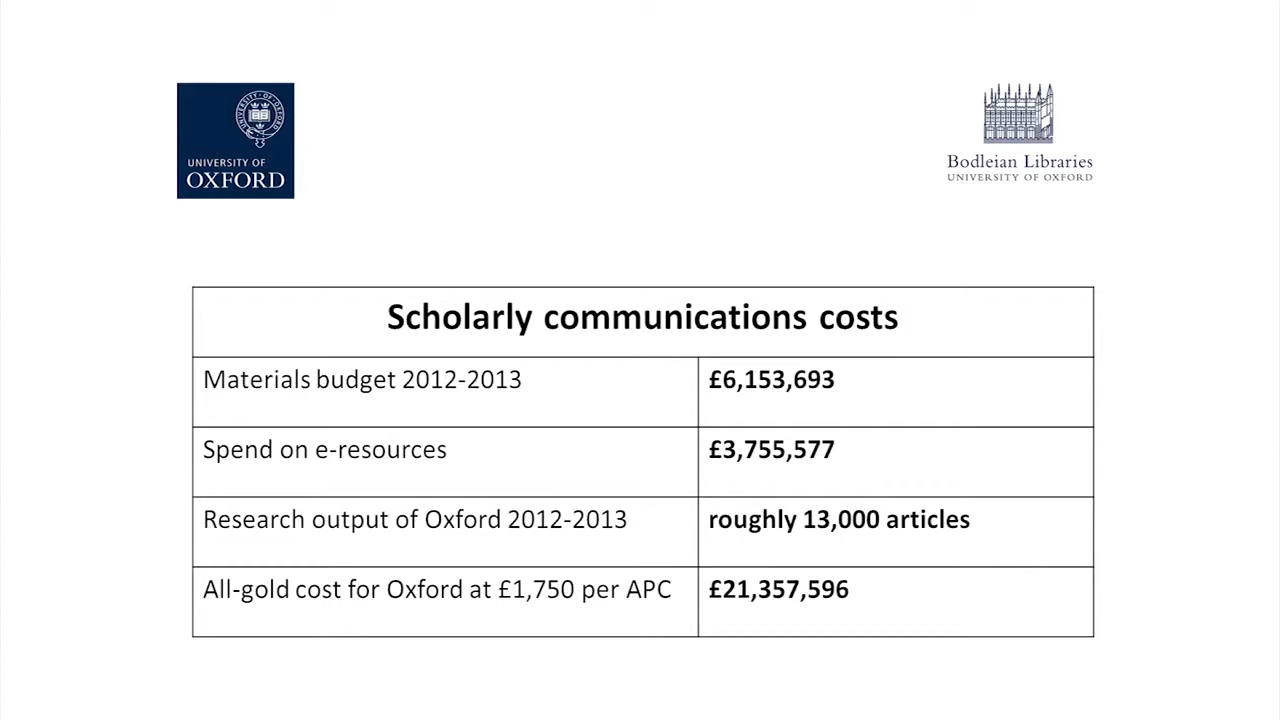 UNIVERSITY OF
OXFORD
Bodleian Libraries
UNIVERSITY OF OXFORD
Scholarly communications costs
Materials budget 2012-2013 £6,153,693
Spend on e-resources £3,755,577
Research output of Oxford 2012-2013 roughly 13,000 articles
All-gold cost for Oxford at £1,750 per APC £21,357,596